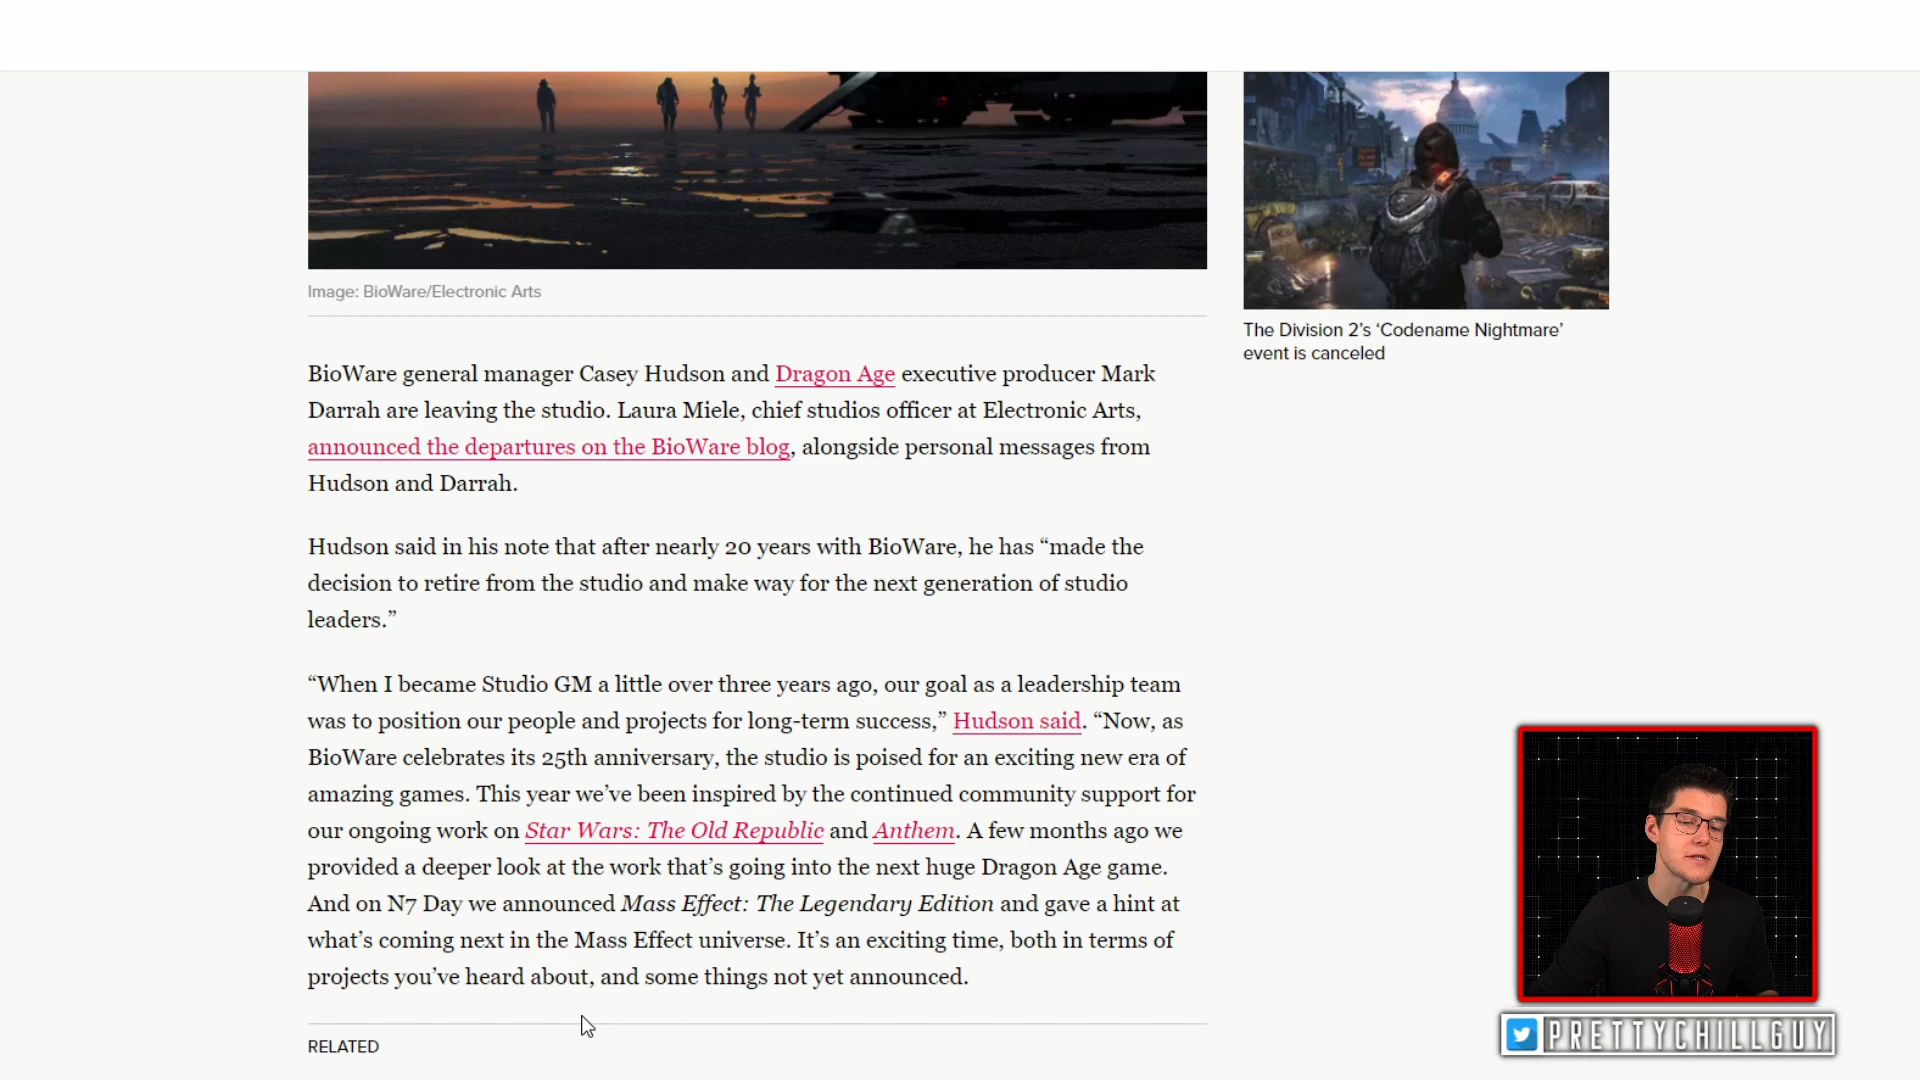 Image: BioWare/Electronic Arts
BioWare general manager Casey Hudson and Dragon Age executive producer Mark
Darrah are leaving the studio. Laura Miele, chief studios officer at Electronic Arts,
announced the departures on the BioWare blog, alongside personal messages from
Hudson and Darrah.
Hudson said in his note that after nearly 20 years with BioWare, he has “made the
decision to retire from the studio and make way for the next generation of studio
leaders.”
“When I became Studio GM a little over three years ago, our goal as a leadership team
was to position our people and projects for long-term success,” Hudson said. “Now, as
BioWare celebrates its 25th anniversary, the studio is poised for an exciting new era of
amazing games. This year we’ve been inspired by the continued community support for
our ongoing work on Star Wars: The Old Republic and Anthem. A few months ago we
provided a deeper look at the work that’s going into the next huge Dragon Age game.
And on N7 Day we announced Mass Effect: The Legendary Edition and gave a hint at
what’s coming next in the Mass Effect universe. It’s an exciting time, both in terms of
projects you’ve heard about, and some things not yet announced.
RELATED
The Division 2’s ‘Codename Nightmare’
event is canceled
PRETTYCHILLGUY